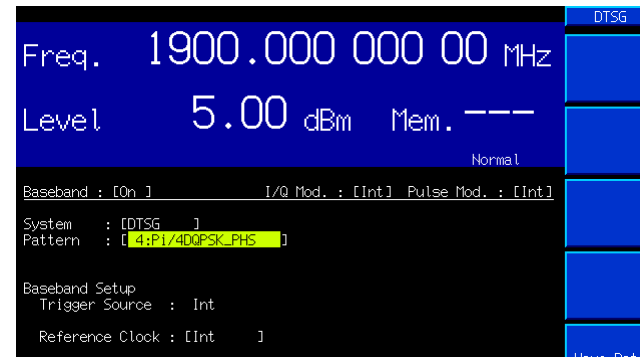 DTSG
Freq. 1900.000 000 00 MHz
Level 5.00 dBm Mem. ---
Normal
Baseband : [On ] I/Q Mod. : [Int] Pulse Mod. : [Int]
System : [DTSG ]
Pattern : [ 4:Pi/4DQPSK_PHS ]
Baseband Setup
Trigger Source : Int
Reference Clock : [Int ]